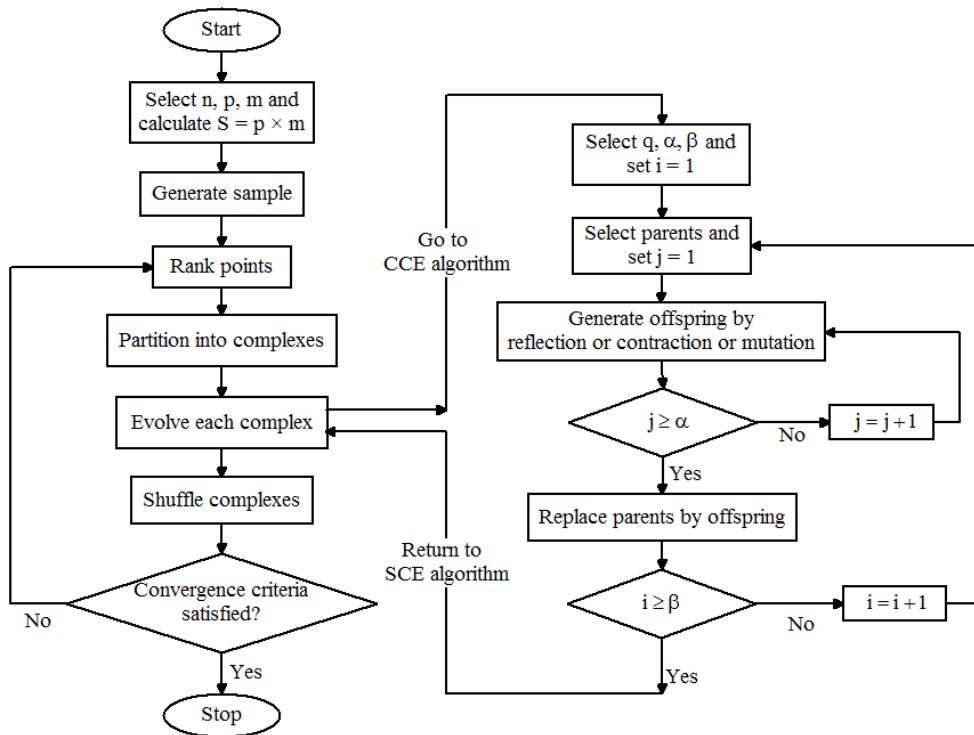 Start
Select n, p, m and
calculate S = p × m
Generate sample
Rank points
Partition into complexes
Evolve each complex
Shuffle complexes
Convergence criteria
satisfied?
No
Yes
Stop
Go to
CCE algorithm
Return to
SCE algorithm
Select q, α, β and
set i = 1
Select parents and
set j = 1
Generate offspring by
reflection or contraction or mutation
j ≥ α
No
j = j + 1
Yes
Replace parents by offspring
i ≥ β
No
i = i + 1
Yes